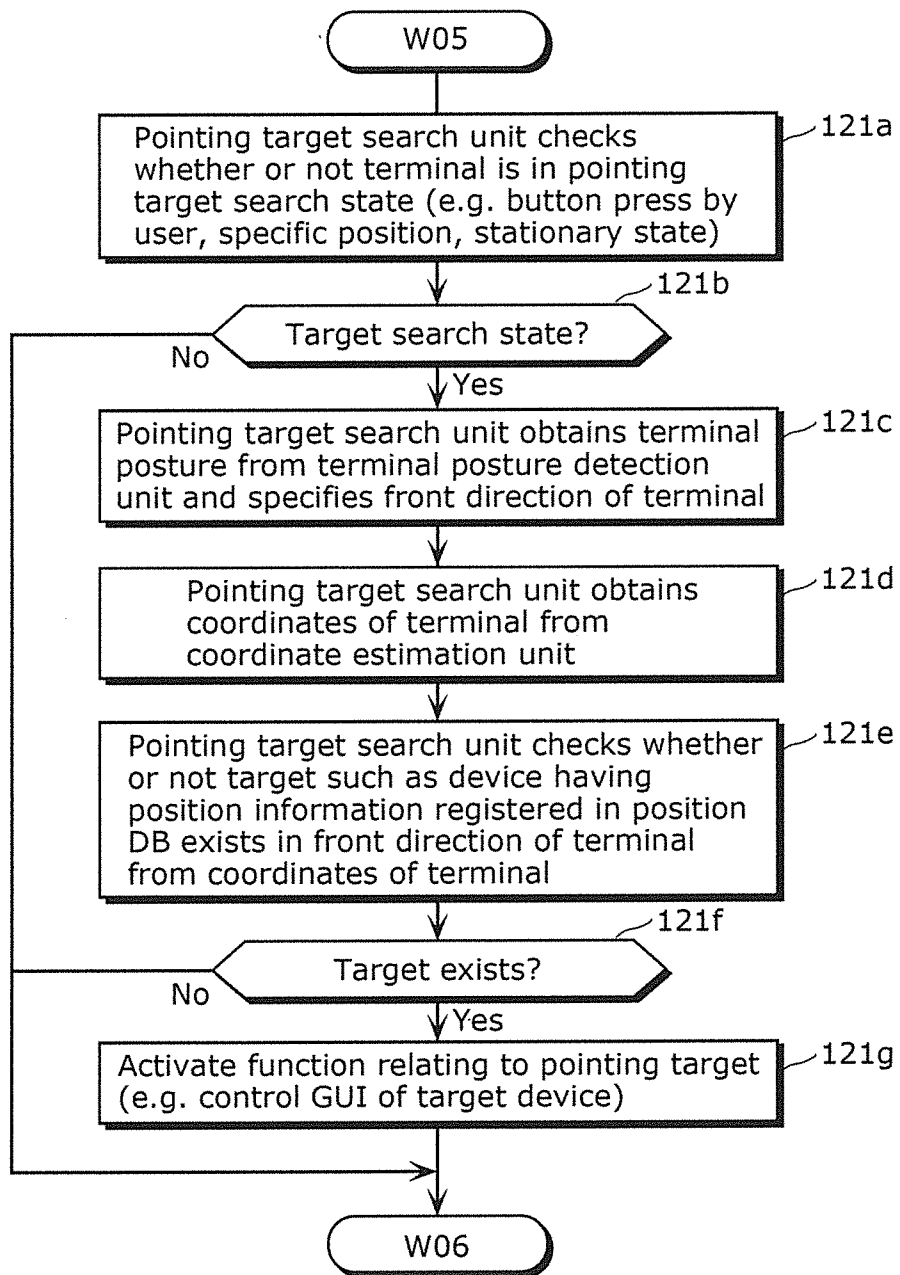 W05
Pointing target search unit checks
whether or not terminal is in pointing
target search state (e.g. button press by
user, specific position, stationary state)
121a
121b
Target search state?
No
Yes
Pointing target search unit obtains terminal
posture from terminal posture detection
unit and specifies front direction of terminal
121c
Pointing target search unit obtains
coordinates of terminal from
coordinate estimation unit
121d
Pointing target search unit checks whether
or not target such as device having
position information registered in position
DB exists in front direction of terminal
from coordinates of terminal
121e
121f
Target exists?
No
Yes
Activate function relating to pointing target
(e.g. control GUI of target device)
121g
W06